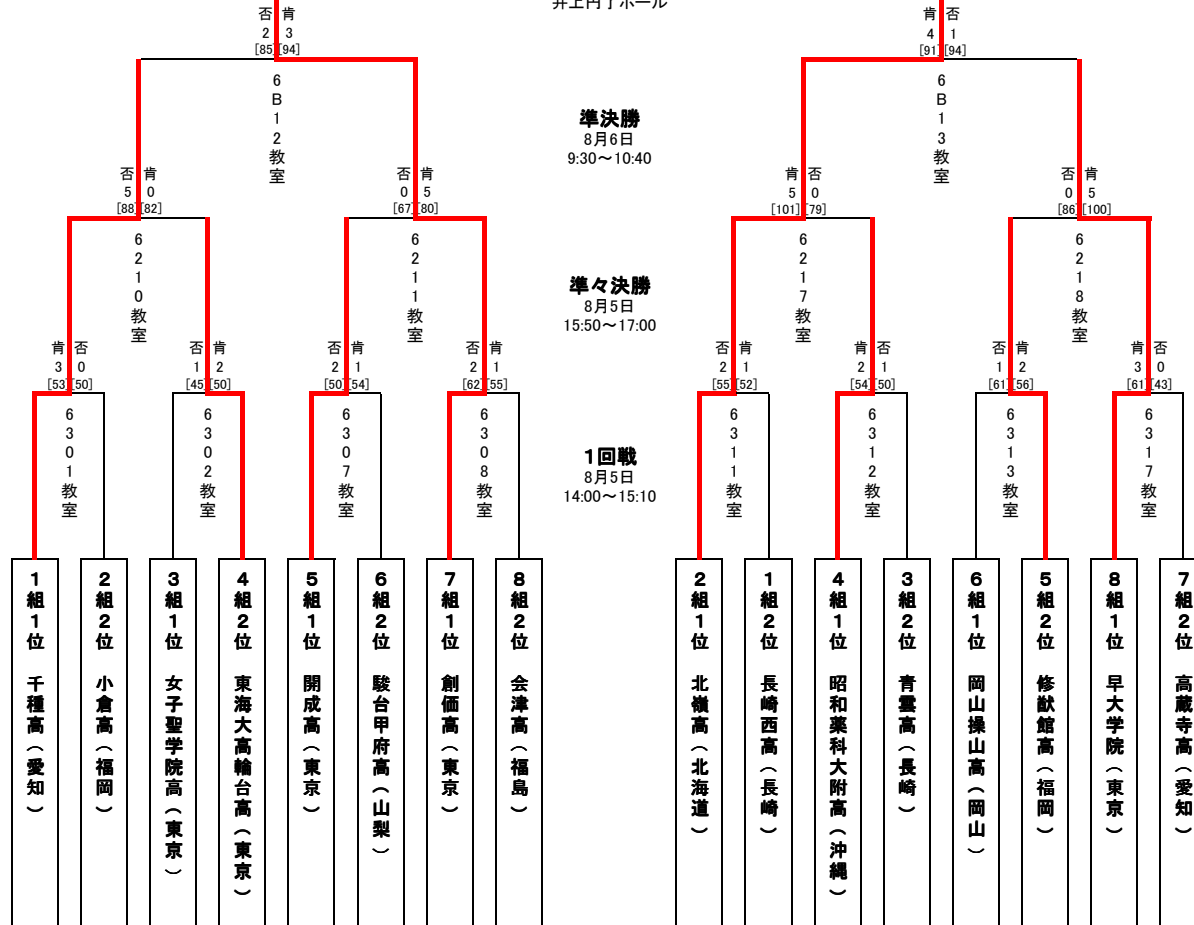 井上円了ホール
否 肯
2 3
[85] [94]
肯 否
4 1
[91] [94]
6B12教室
準決勝
8月6日
9:30～10:40
6B13教室
否 肯
5 0
[88] [82]
否 肯
0 5
[67] [80]
肯 否
5 0
[101] [79]
否 肯
0 5
[86] [100]
6210教室
6211教室
準々決勝
8月5日
15:50～17:00
6217教室
6218教室
肯 否
3 0
[53] [50]
否 肯
1 2
[45] [50]
否 肯
2 1
[50] [54]
否 肯
2 1
[62] [55]
否 肯
2 1
[55] [52]
肯 否
2 1
[54] [50]
否 肯
1 2
[61] [56]
肯 否
3 0
[61] [43]
6301教室
6302教室
6307教室
6308教室
1回戦
8月5日
14:00～15:10
6311教室
6312教室
6313教室
6317教室
1組1位 千種高（愛知）
2組2位 小倉高（福岡）
3組1位 女子聖学院高（東京）
4組2位 東海大高輪台高（東京）
5組1位 開成高（東京）
6組2位 駿台甲府高（山梨）
7組1位 創価高（東京）
8組2位 会津高（福島）
2組1位 北嶺高（北海道）
1組2位 長崎西高（長崎）
4組1位 昭和薬科大附高（沖縄）
3組2位 青雲高（長崎）
6組1位 岡山操山高（岡山）
5組2位 修猷館高（福岡）
8組1位 早大学院（東京）
7組2位 高蔵寺高（愛知）